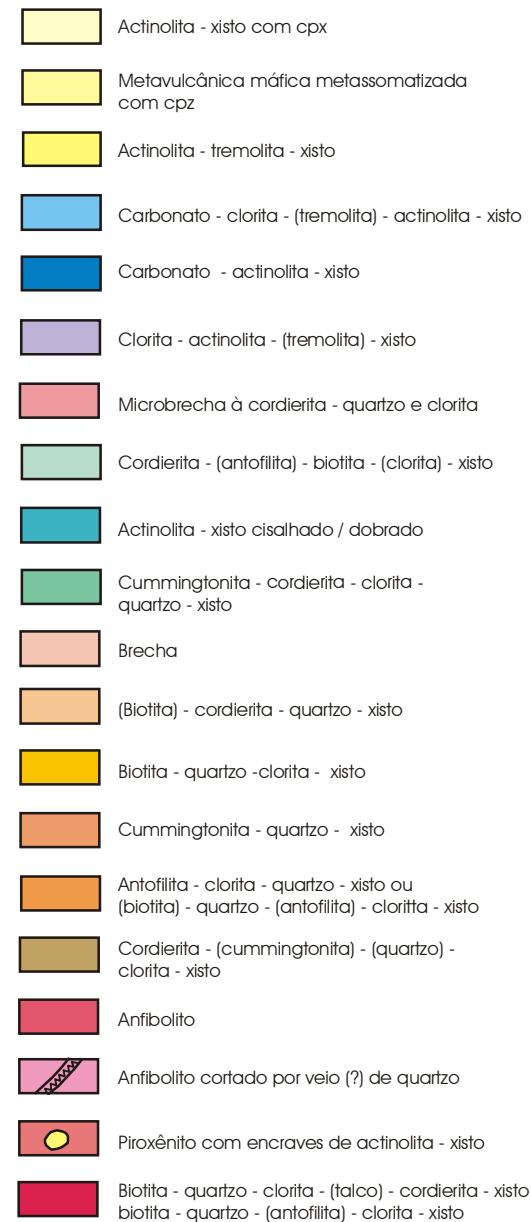 Actinolita - xisto com cpx
Metavulcânica máfica metassomatizada
com cpz
Actinolita - tremolita - xisto
Carbonato - clorita - (tremolita) - actinolita - xisto
Carbonato - actinolita - xisto
Clorita - actinolita - (tremolita) - xisto
Microbrecha à cordierita - quartzo e clorita
Cordierita - (antofilita) - biotita - (clorita) - xisto
Actinolita - xisto cisalhado / dobrado
Cummingtonita - cordierita - clorita -
quartzo - xisto
Brecha
(Biotita) - cordierita - quartzo - xisto
Biotita - quartzo -clorita - xisto
Cummingtonita - quartzo - xisto
Antofilita - clorita - quartzo - xisto ou
(biotita) - quartzo - (antofilita) - cloritta - xisto
Cordierita - (cummingtonita) - (quartzo) -
clorita - xisto
Anfibolito
Anfibolito cortado por veio (?) de quartzo
Piroxênito com encraves de actinolita - xisto
Biotita - quartzo - clorita - (talco) - cordierita - xisto
biotita - quartzo - (antofilita) - clorita - xisto